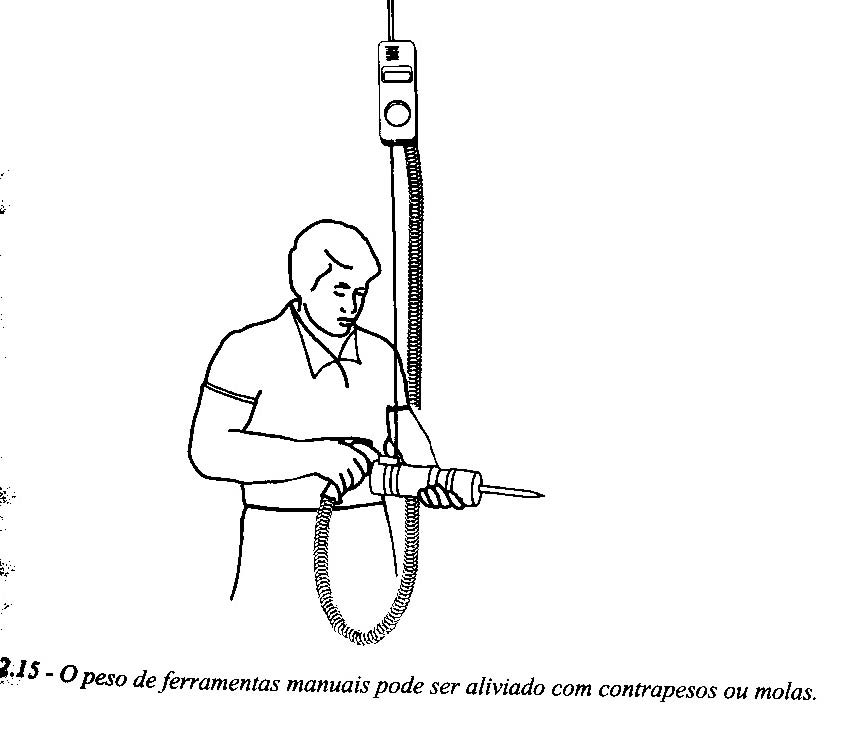 2.15 - O peso de ferramentas manuais pode ser aliviado com contrapesos ou molas.